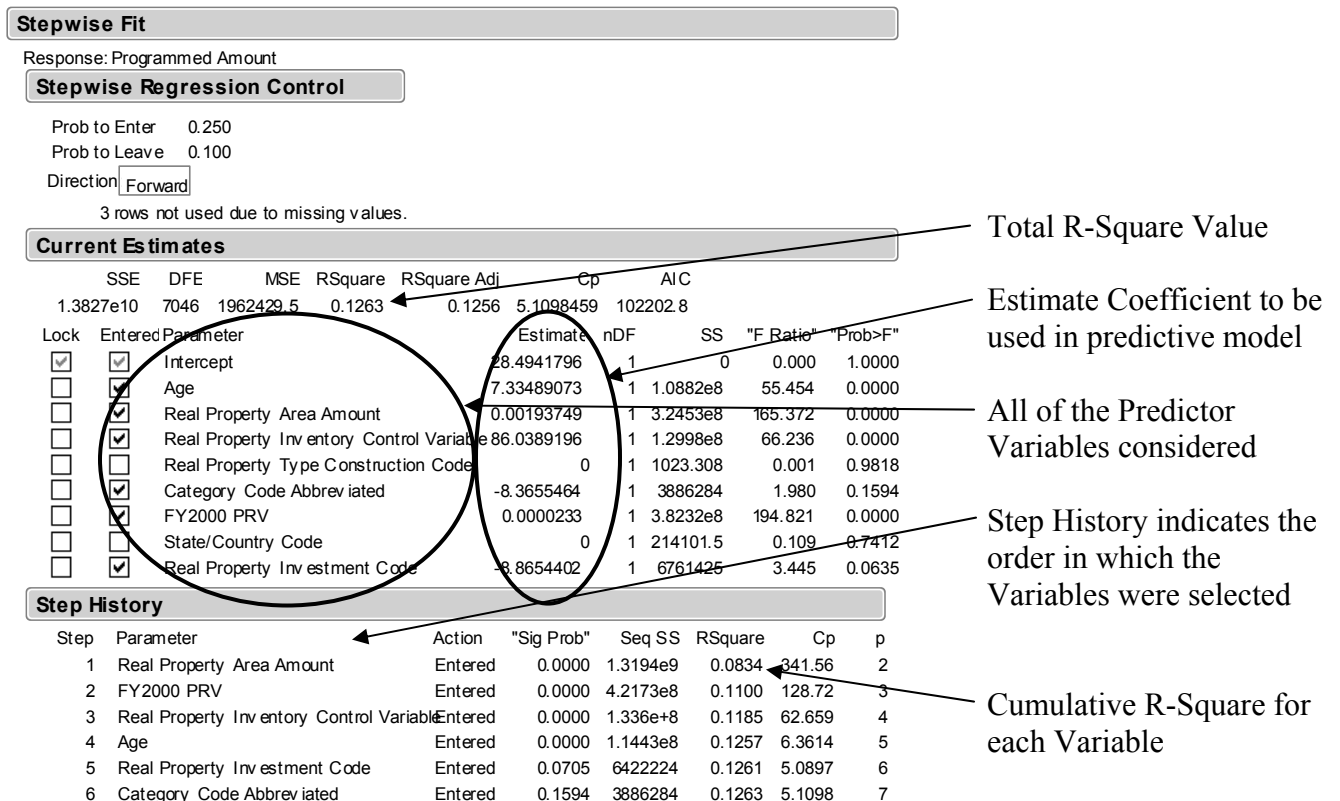 Stepwise Fit
Response: Programmed Amount
Stepwise Regression Control
Prob to Enter 0.250
Prob to Leave 0.100
Direction Forward
3 rows not used due to missing values.
Current Estimates
SSE DFE MSE RSquare RSquare Adj Cp AIC
1.3827e10 7046 1962429.5 0.1263 0.1256 5.1098459 102202.8
Lock Entered Parameter Estimate nDF SS "F Ratio" "Prob>F"
Intercept 28.4941796 1 0 0.000 1.0000
Age 7.33489073 1 1.0882e8 55.454 0.0000
Real Property Area Amount 0.00193749 1 3.2453e8 165.372 0.0000
Real Property Inventory Control Variable 86.0389196 1 1.2998e8 66.236 0.0000
Real Property Type Construction Code 0 1 1023.308 0.001 0.9818
Category Code Abbreviated -8.3655464 1 3886284 1.980 0.1594
FY2000 PRV 0.0000233 1 3.8232e8 194.821 0.0000
State/Country Code 0 1 214101.5 0.109 0.7412
Real Property Investment Code 1 6761425 3.445 0.0635
Step History
Step Parameter Action "Sig Prob" Seq SS RSquare Cp p
1 Real Property Area Amount Entered 0.0000 1.3194e9 0.0834 341.56 2
2 FY2000 PRV Entered 0.0000 4.2173e8 0.1100 128.72 3
3 Real Property Inventory Control Variable Entered 0.0000 1.336e+8 0.1185 62.659 4
4 Age Entered 0.0000 1.1443e8 0.1257 6.3614 5
5 Real Property Investment Code Entered 0.0705 6422224 0.1261 5.0897 6
6 Category Code Abbreviated Entered 0.1594 3886284 0.1263 5.1098 7
Total R-Square Value
Estimate Coefficient to be
used in predictive model
All of the Predictor
Variables considered
Step History indicates the
order in which the
Variables were selected
Cumulative R-Square for
each Variable